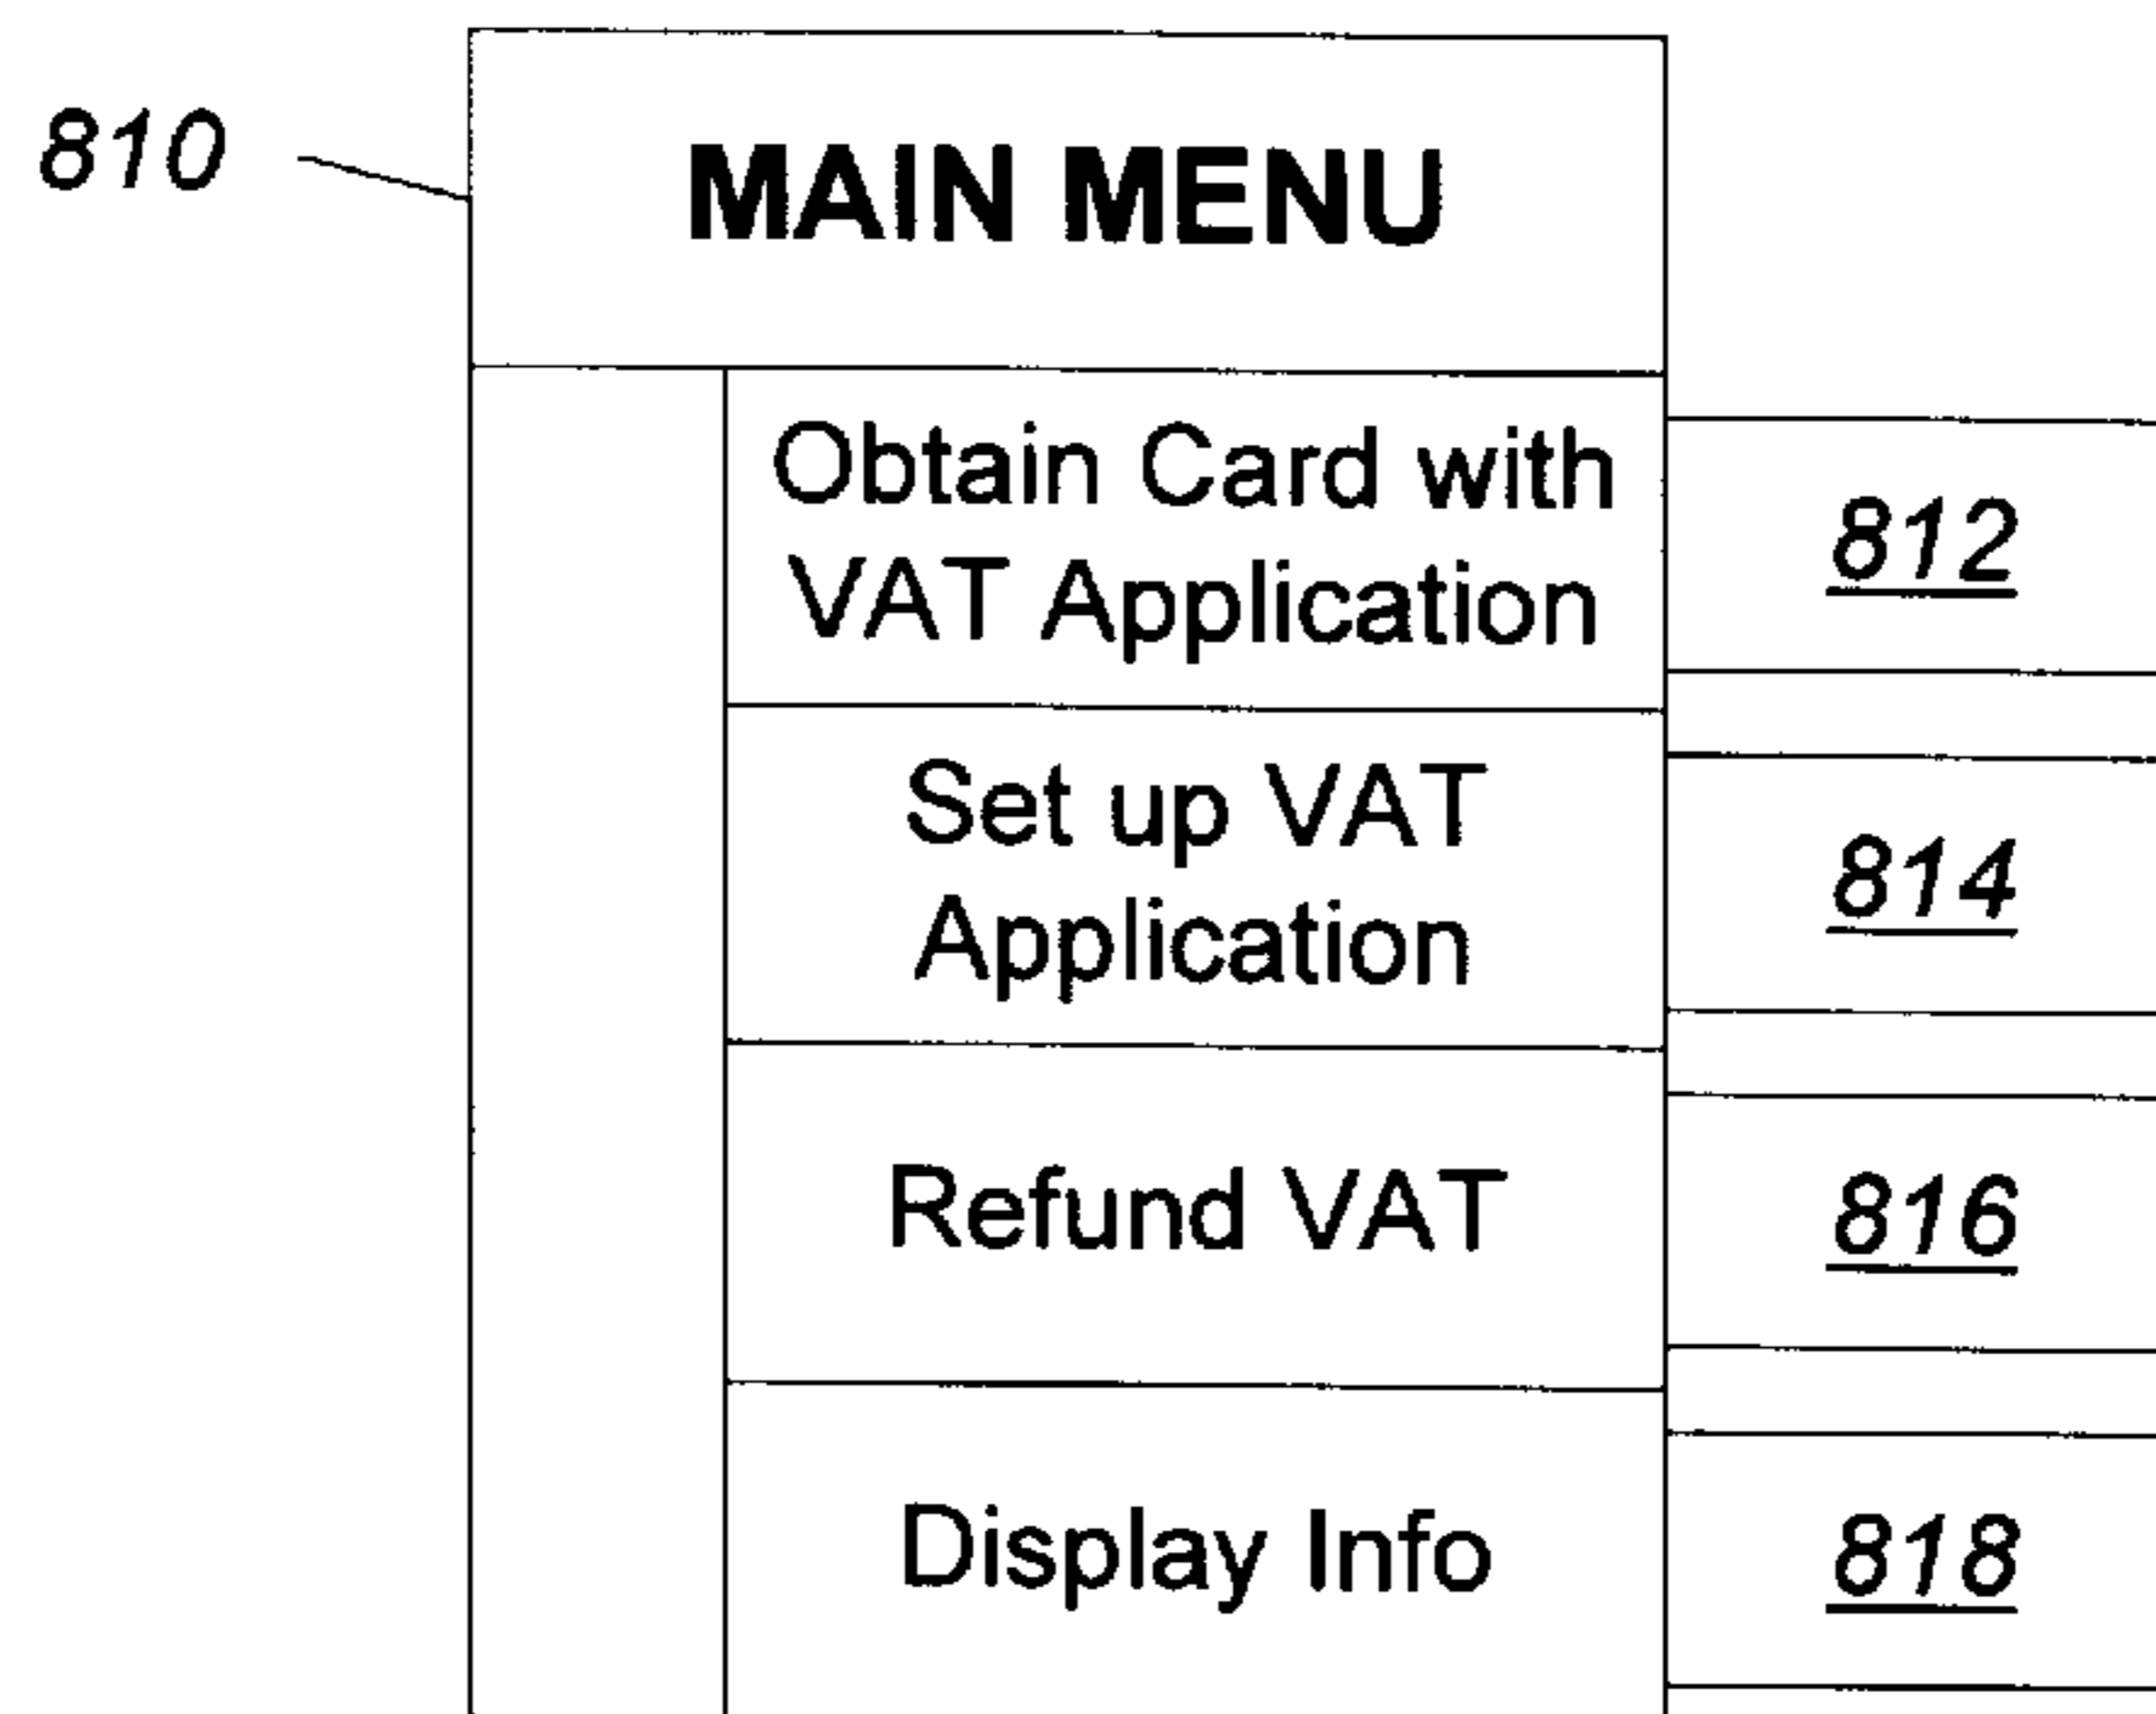 810
MAIN MENU
Obtain Card with
VAT Application
812
Set up VAT
Application
814
Refund VAT
816
Display Info
818